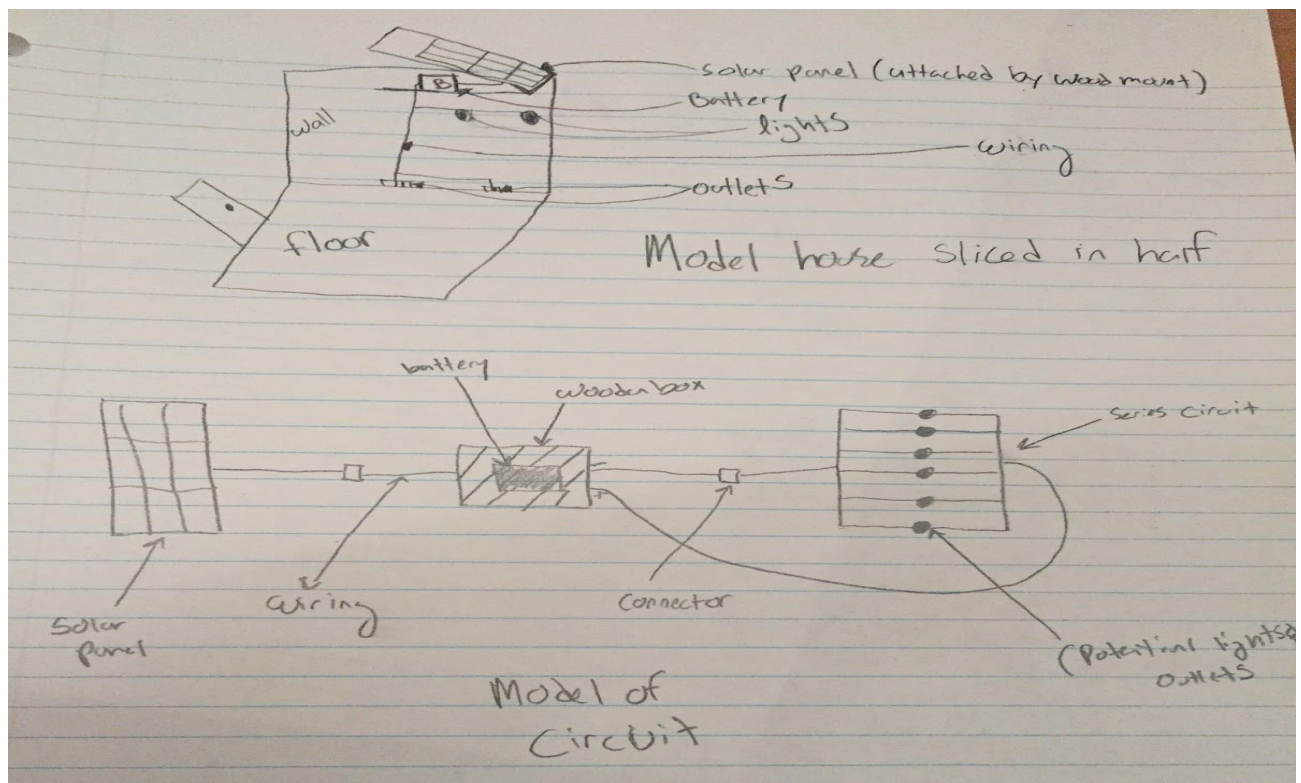 solar panel (attached by wood mount)
B
Battery
lights
wall
wiring
outlets
floor
Model house sliced in half
battery
wooden box
series circuit
-
+
wiring
connector
solar
panel
(Potential lights &
outlets
Model of
circuit